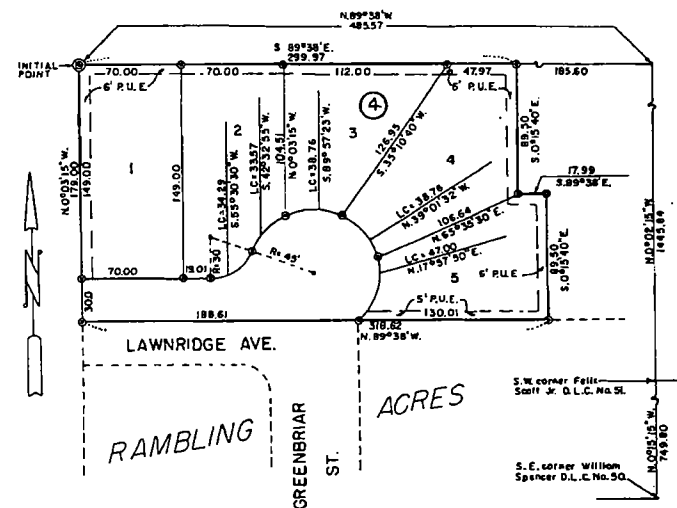 N.89°38'W.
485.57
S 89°38'E.
299.97
INITIAL
POINT
70.00
70.00
112.00
47.97
185.60
6' P.U.E.
6' P.U.E.
4
N.0°03'15"W.
179.00
149.00
1
149.00
2
LC=34.29
S.55°30'30"W.
LC=33.57
S.42°32'55"W.
104.51
N.0°03'15"W.
LC=38.76
S.89°57'23"W.
3
126.95
S.35°10'40"W.
4
LC=38.76
N.39°01'32"W.
106.64
N.65°35'30"E.
LC=47.00
N.17°57'50"E.
5
89.50
S.0°15'40"E.
17.99
S.89°38'E.
6' P.U.E
89.50
S.0°15'40"E.
N.0°02'15"W.
1445.84
R=30'
R=45'
70.00
19.01
30.0
188.61
5' P.U.E.
130.01
318.62
N.89°38'W.
LAWNRIDGE AVE.
RAMBLING
ACRES
GREENBRIAR
ST.
N
S.W. corner Felix
Scott Jr. D.L.C. No. 51.
N.0°15'15"W.
749.80
S.E. corner William
Spencer D.L.C. No. 50